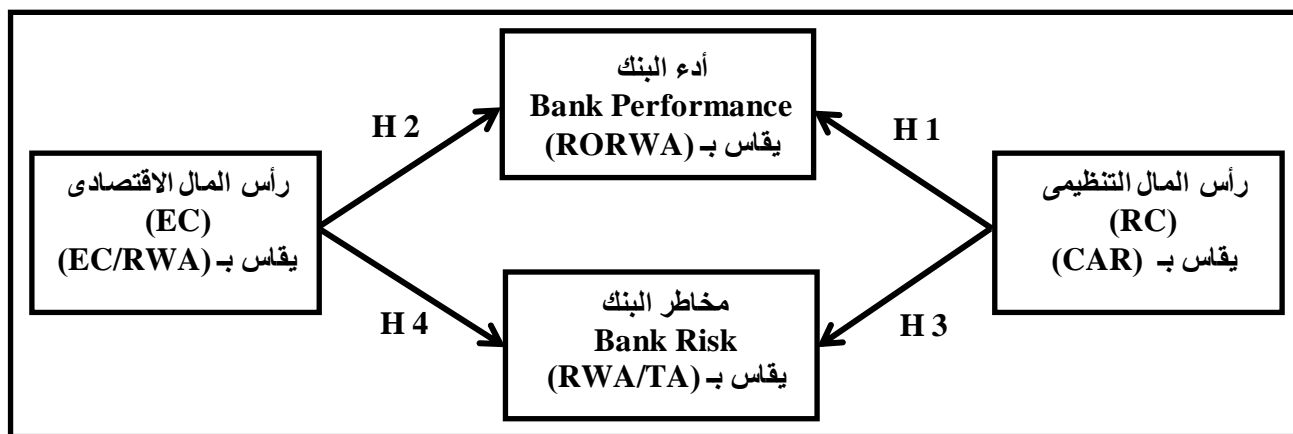 أدء البنك
Bank Performance
يقاس بـ (RORWA)
H 1
H 2
رأس المال التنظيمى
(RC)
يقاس بـ (CAR)
رأس المال الاقتصادى
(EC)
يقاس بـ (EC/RWA)
H 3
H 4
مخاطر البنك
Bank Risk
يقاس بـ (RWA/TA)